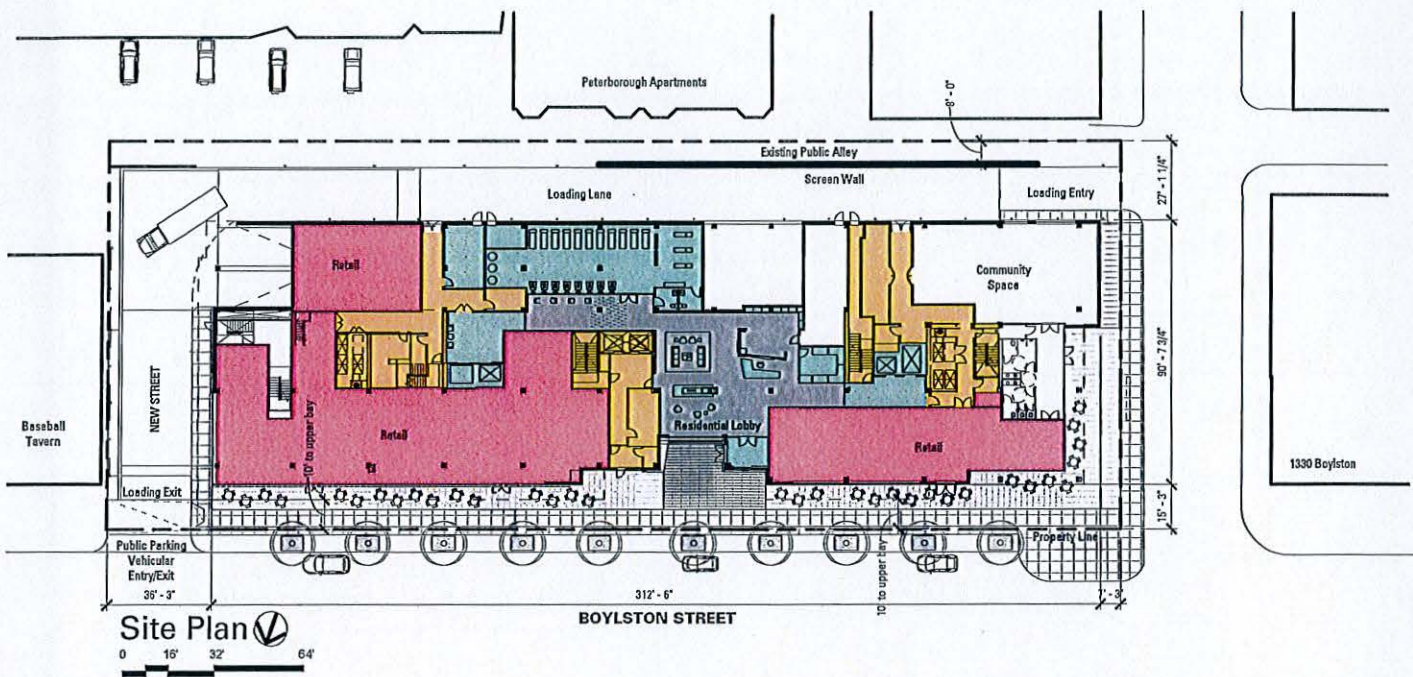 Peterborough Apartments
8' - 0"
Existing Public Alley
Screen Wall
Loading Lane
Loading Entry
27' - 1 1/4"
Retail
Community
Space
90' - 7 3/4"
NEW STREET
Baseball
Tavern
10' to upper bay
Retail
Residential Lobby
Retail
1330 Boylston
Loading Exit
15' - 3"
Public Parking
Vehicular
Entry/Exit
Property Line
10' to upper bay
36' - 3"
312' - 6"
7' - 3"
BOYLSTON STREET
Site Plan
0 16' 32' 64'